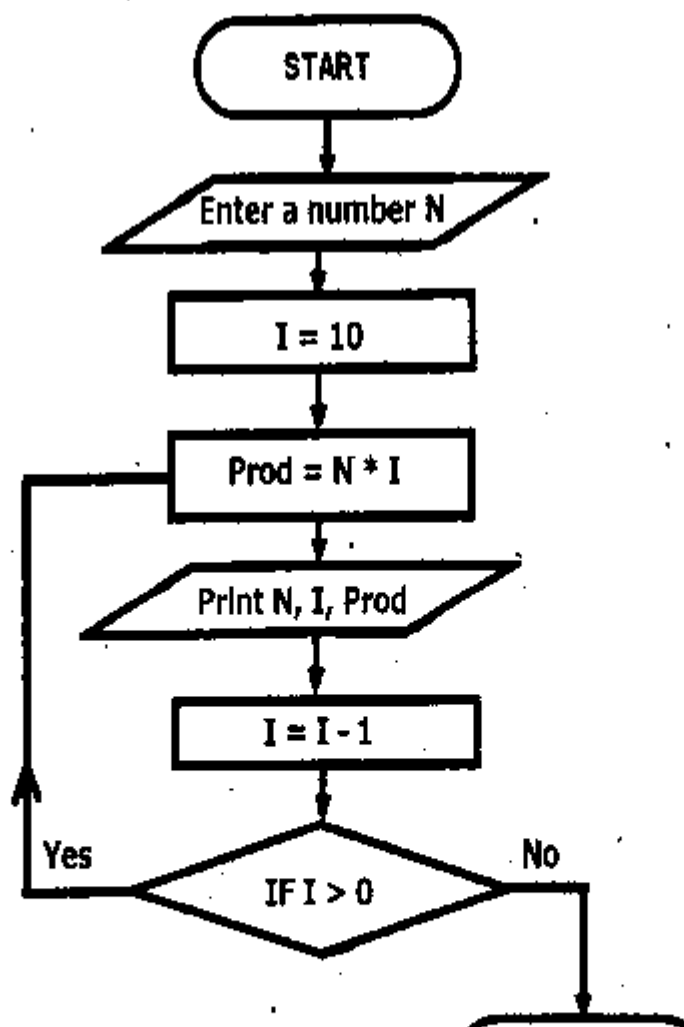 START
Enter a number N
I = 10
Prod = N * I
Print N, I, Prod
I = I - 1
Yes
No
IF I > 0